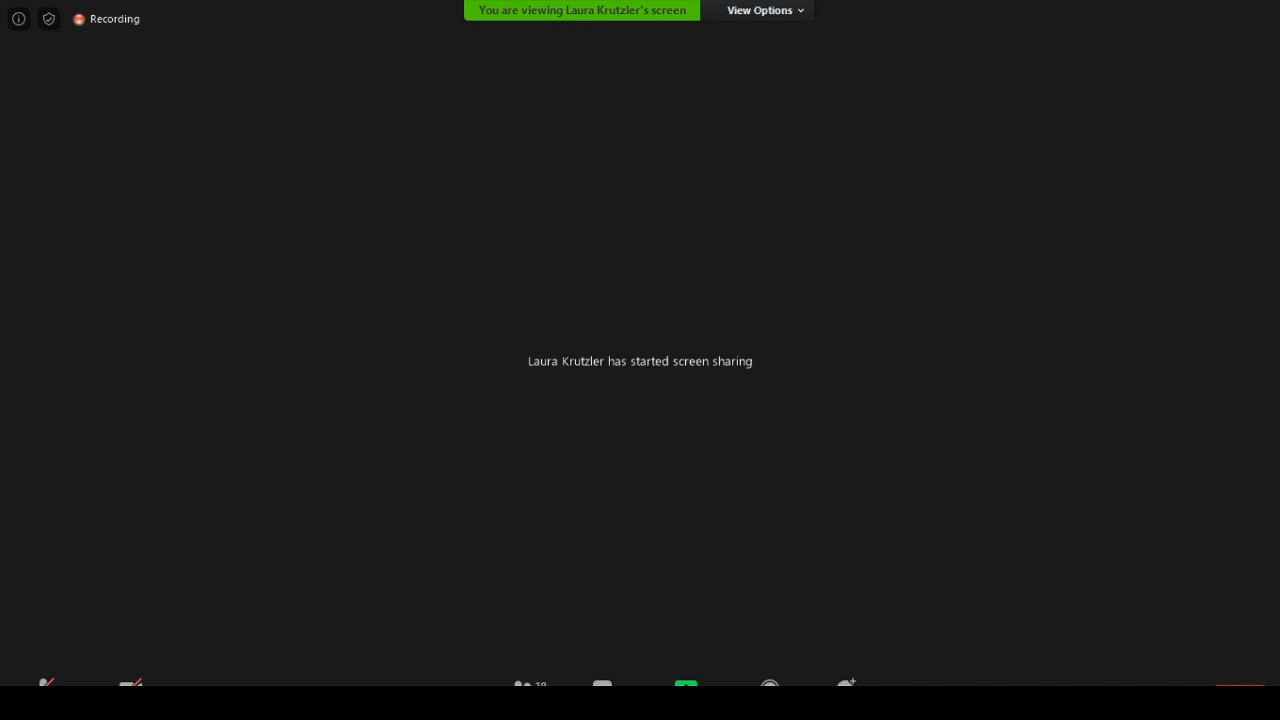 Recording
You are viewing Laura Krutzler's screen
View Options
Laura Krutzler has started screen sharing